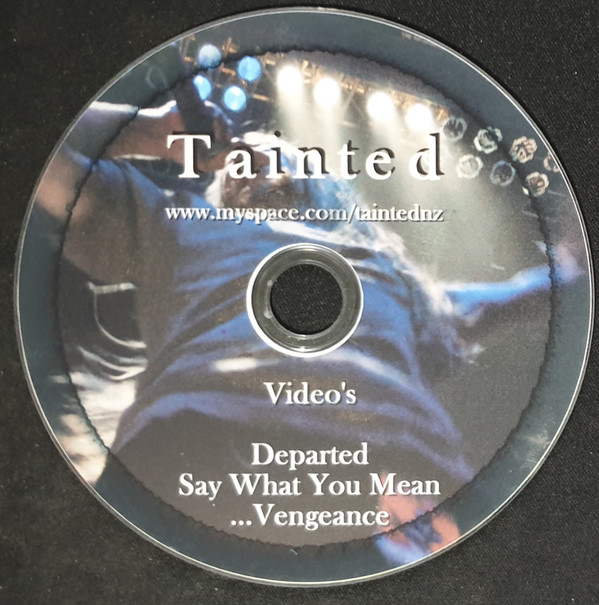 Tainted
www.myspace.com/taintednz
Video's
Departed
Say What You Mean
...Vengeance